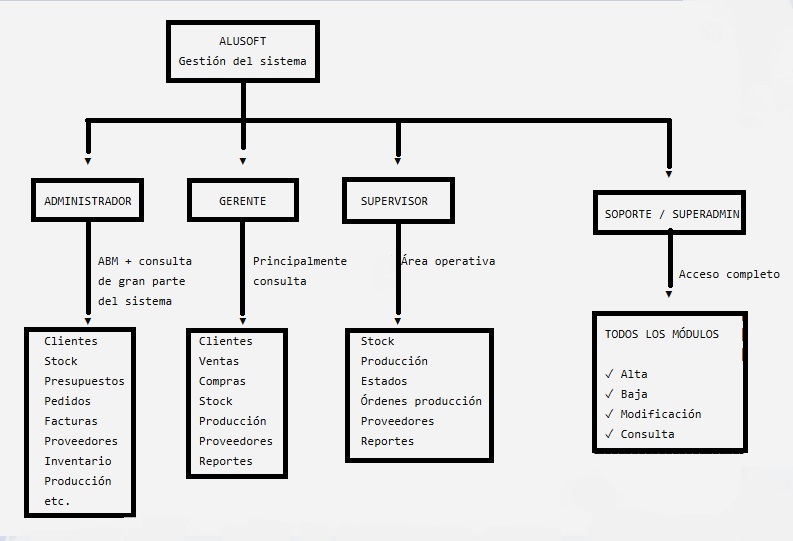 ALUSOFT
Gestión del sistema
ADMINISTRADOR
GERENTE
SUPERVISOR
SOPORTE / SUPERADMIN
ABM + consulta
de gran parte
del sistema
Principalmente
consulta
Área operativa
Acceso completo
Clientes
Stock
Presupuestos
Pedidos
Facturas
Proveedores
Inventario
Producción
etc.
Clientes
Ventas
Compras
Stock
Producción
Proveedores
Reportes
Stock
Producción
Estados
Órdenes producción
Proveedores
Reportes
TODOS LOS MÓDULOS
✓ Alta
✓ Baja
✓ Modificación
✓ Consulta